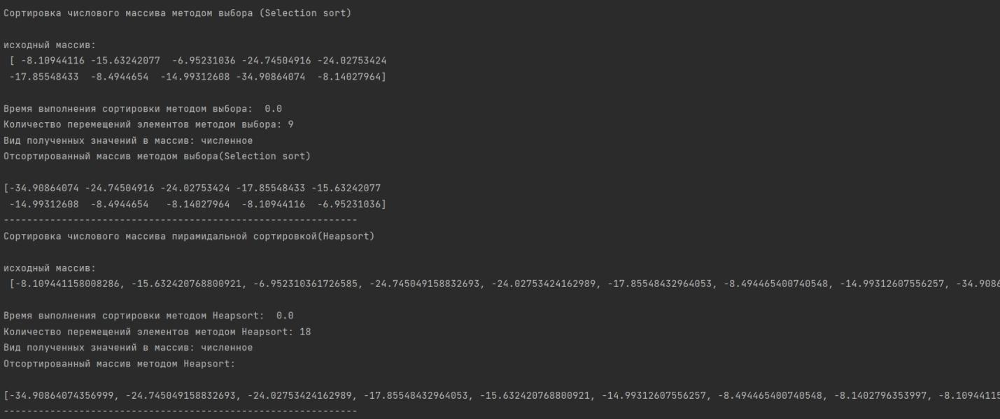 Сортировка числового массива методом выбора (Selection sort)
исходный массив:
[ -8.10944116 -15.63242077  -6.95231036 -24.74504916 -24.02753424
-17.85548433  -8.4944654  -14.99312608 -34.90864074  -8.14027964]
Время выполнения сортировки методом выбора:  0.0
Количество перемещений элементов методом выбора: 9
Вид полученных значений в массив: численное
Отсортированный массив методом выбора(Selection sort)
[-34.90864074 -24.74504916 -24.02753424 -17.85548433 -15.63242077
-14.99312608  -8.4944654   -8.14027964  -8.10944116  -6.95231036]
-------------------------------------------------------------
Сортировка числового массива пирамидальной сортировкой(Heapsort)
исходный массив:
[-8.109441158008286, -15.632420768800921, -6.952310361726585, -24.745049158832693, -24.02753424162989, -17.85548432964053, -8.494465400740548, -14.99312607556257, -34.9086
Время выполнения сортировки методом Heapsort:  0.0
Количество перемещений элементов методом Heapsort: 18
Вид полученных значений в массив: численное
Отсортированный массив методом Heapsort:
[-34.90864074356999, -24.745049158832693, -24.02753424162989, -17.85548432964053, -15.632420768800921, -14.99312607556257, -8.494465400740548, -8.1402796353997, -8.10944115
-------------------------------------------------------------